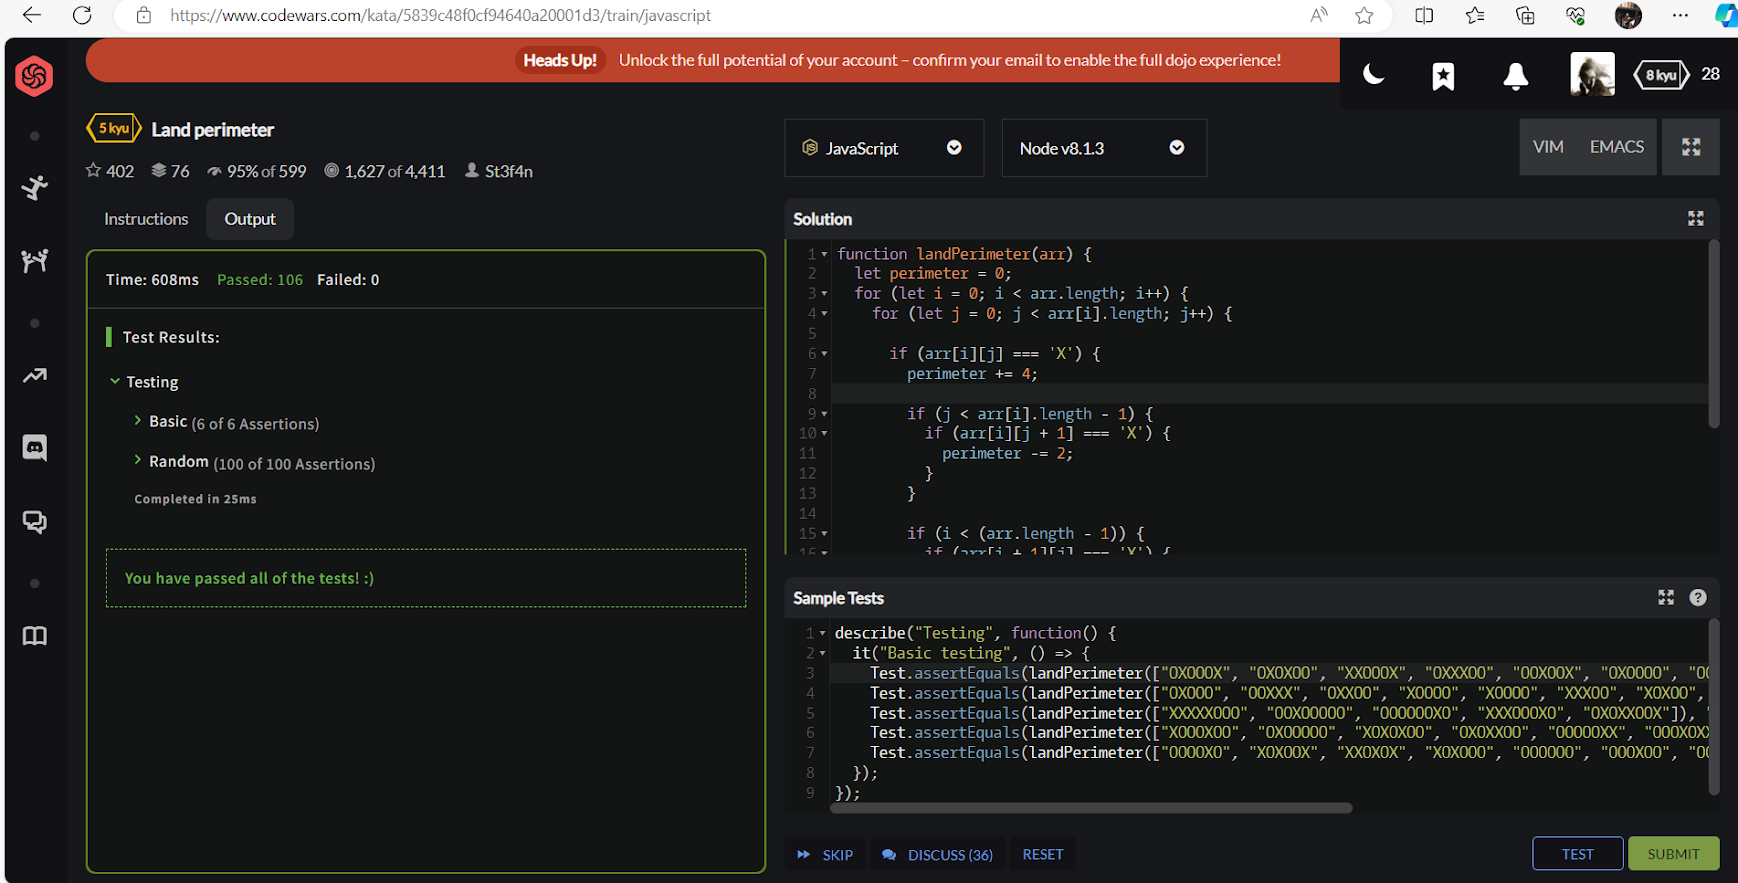 https://www.codewars.com/kata/5839c48f0cf94640a20001d3/train/javascript
Heads Up! Unlock the full potential of your account – confirm your email to enable the full dojo experience!
8 kyu 28
5 kyu Land perimeter
402 76 95% of 599 1,627 of 4,411 St3f4n
JavaScript
Node v8.1.3
VIM EMACS
Instructions Output
Time: 608ms Passed: 106 Failed: 0
Test Results:
Testing
Basic (6 of 6 Assertions)
Random (100 of 100 Assertions)
Completed in 25ms
You have passed all of the tests! :)
Solution
1 function landPerimeter(arr) {
2 let perimeter = 0;
3 for (let i = 0; i < arr.length; i++) {
4 for (let j = 0; j < arr[i].length; j++) {
5
6 if (arr[i][j] === 'X') {
7 perimeter += 4;
8
9 if (j < arr[i].length - 1) {
10 if (arr[i][j + 1] === 'X') {
11 perimeter -= 2;
12 }
13 }
14
15 if (i < (arr.length - 1)) {
16 if (arr[i + 1][j] === 'X') {
Sample Tests
1 describe("Testing", function() {
2 it("Basic testing", () => {
3 Test.assertEquals(landPerimeter(["OXOOOX", "OXOXOO", "XXOOOX", "OXXXOO", "OOXOOX", "OXOOOO", "OO
4 Test.assertEquals(landPerimeter(["OXOOO", "OOXXX", "OXXOO", "XOOOO", "XOOOO", "XXXOO", "XOXOO",
5 Test.assertEquals(landPerimeter(["XXXXXOOO", "OOXOOOOO", "OOOOOOXO", "XXXOOOXO", "OXOXXOOX"]), "
6 Test.assertEquals(landPerimeter(["XOOOXOO", "OXOOOOO", "XOXOXOO", "OXOXXOO", "OOOOOXX", "OOOXOXX
7 Test.assertEquals(landPerimeter(["OOOOXO", "XOXOOX", "XXOXOX", "XOXOOO", "OOOOOO", "OOOXOO", "OO
8 });
9 });
SKIP DISCUSS (36) RESET
TEST SUBMIT